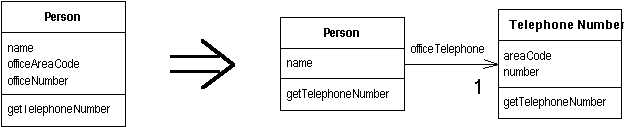 Person
name
officeAreaCode
officeNumber
getTelephoneNumber
Person
name
getTelephoneNumber
officeTelephone
1
Telephone Number
areaCode
number
getTelephoneNumber